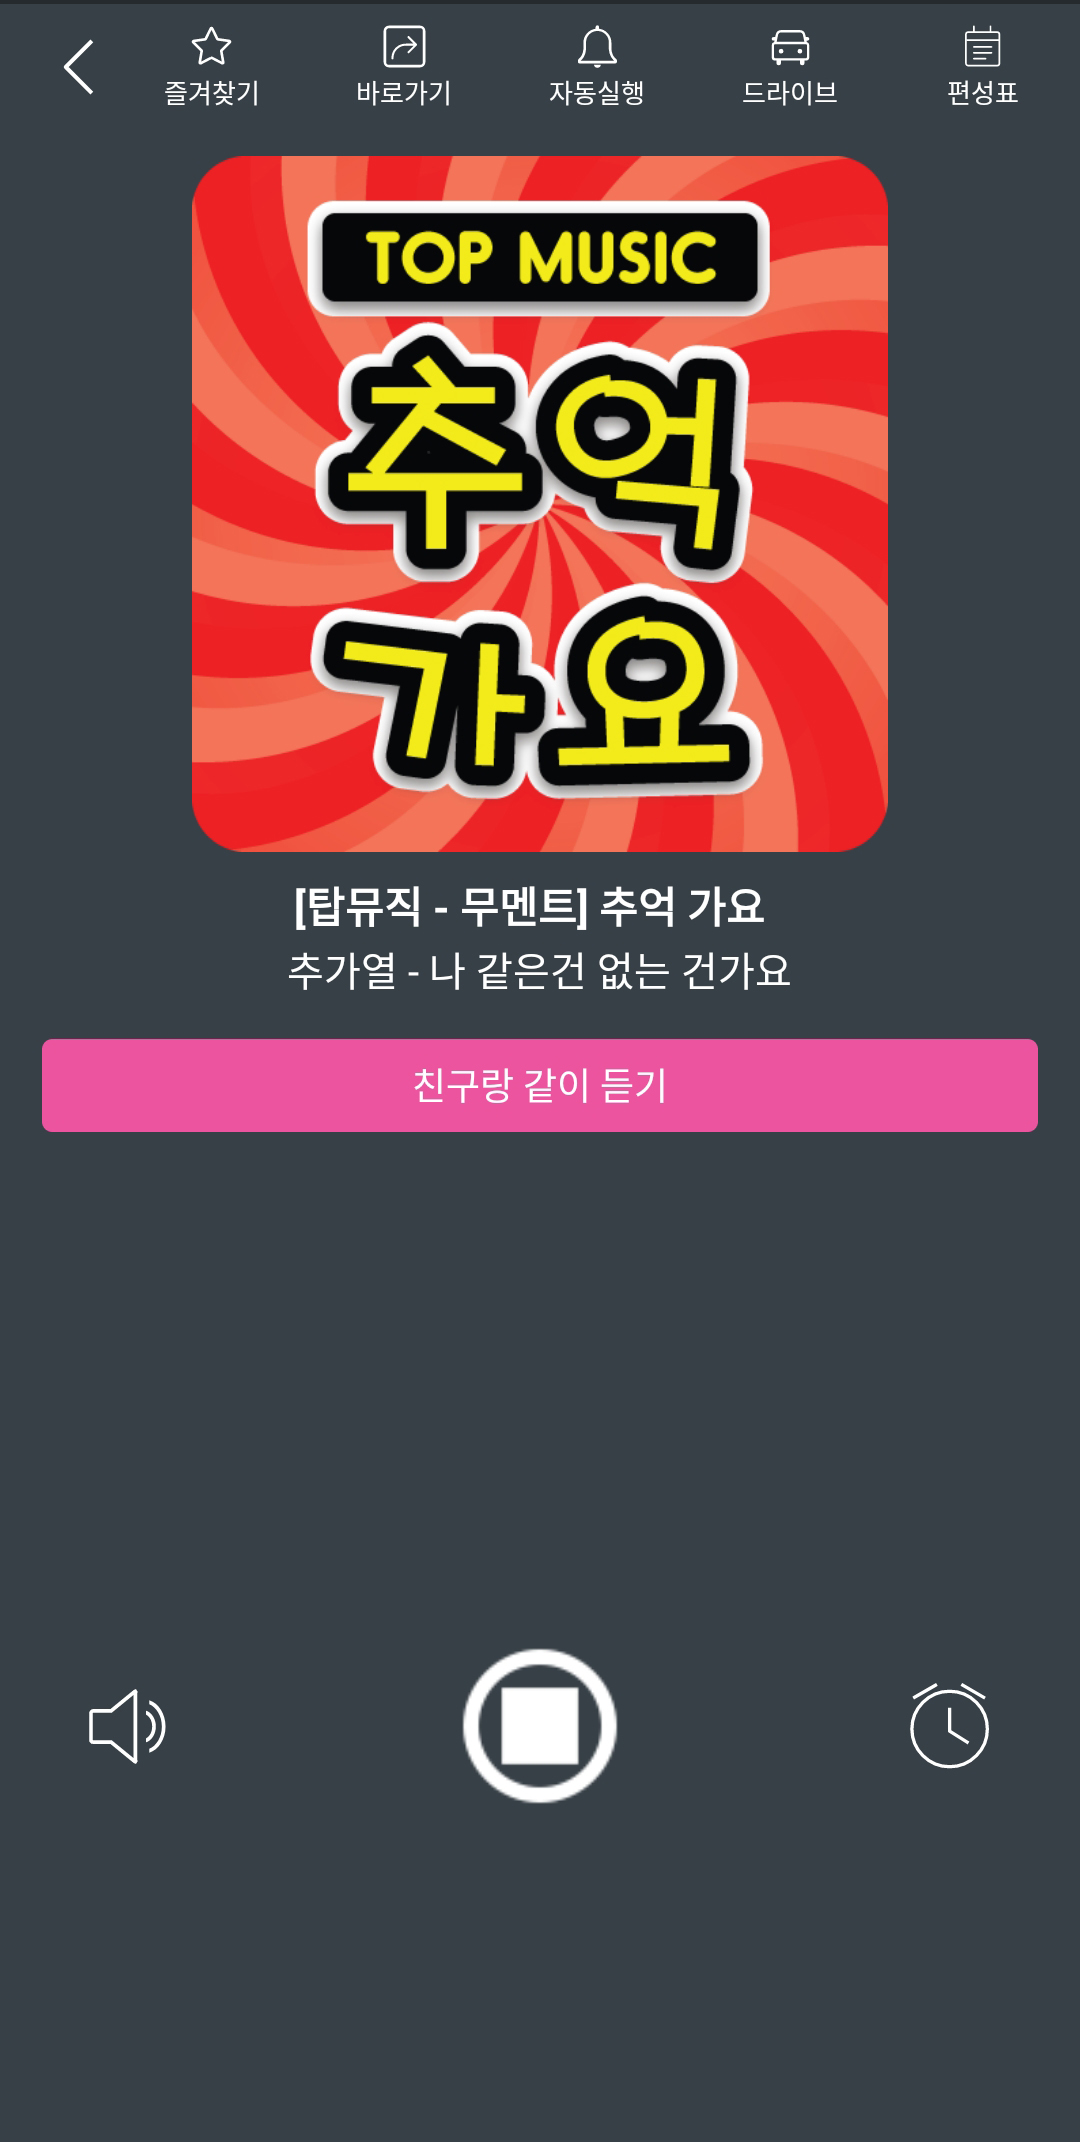 즐겨찾기 바로가기 자동실행 드라이브 편성표
TOP MUSIC
추억
가요
[탑뮤직 - 무멘트] 추억 가요
추가열 - 나 같은건 없는 건가요
친구랑 같이 듣기